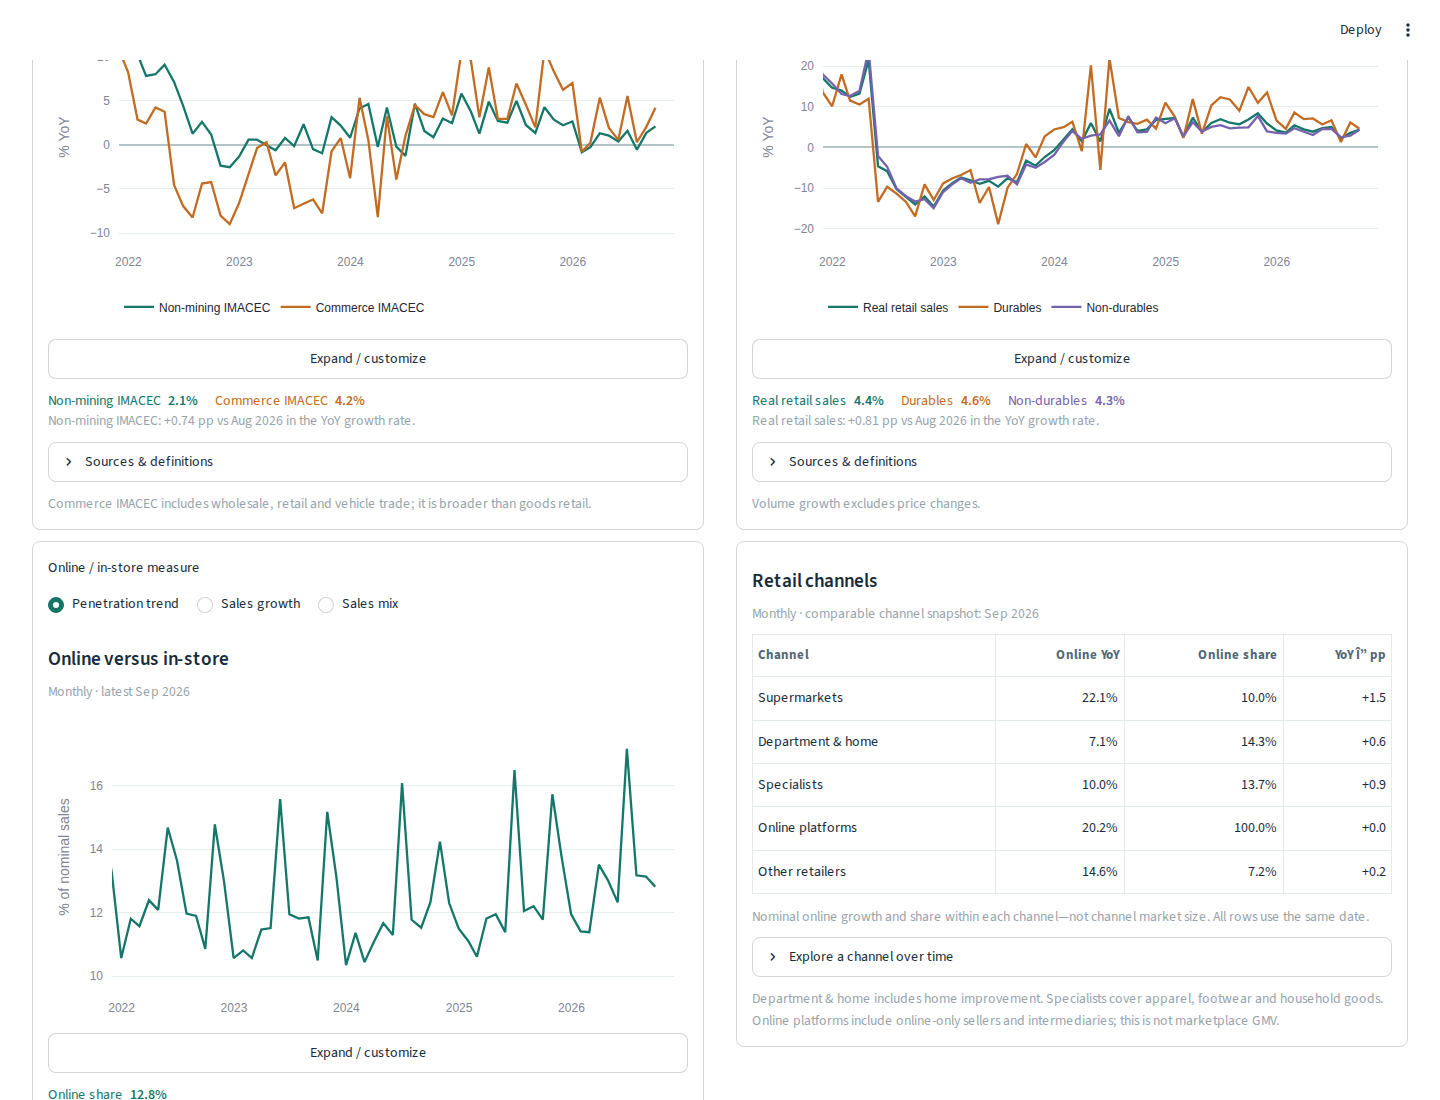 Deploy
5
0
−5
−10
% YoY
2022 2023 2024 2025 2026
Non-mining IMACEC Commerce IMACEC
Expand / customize
Non-mining IMACEC 2.1% Commerce IMACEC 4.2%
Non-mining IMACEC: +0.74 pp vs Aug 2026 in the YoY growth rate.
Sources & definitions
Commerce IMACEC includes wholesale, retail and vehicle trade; it is broader than goods retail.
20
10
0
−10
−20
% YoY
2022 2023 2024 2025 2026
Real retail sales Durables Non-durables
Expand / customize
Real retail sales 4.4% Durables 4.6% Non-durables 4.3%
Real retail sales: +0.81 pp vs Aug 2026 in the YoY growth rate.
Sources & definitions
Volume growth excludes price changes.
Online / in-store measure
Penetration trend Sales growth Sales mix
Online versus in-store
Monthly · latest Sep 2026
16
14
12
10
% of nominal sales
2022 2023 2024 2025 2026
Expand / customize
Online share 12.8%
Retail channels
Monthly · comparable channel snapshot: Sep 2026
Channel Online YoY Online share YoY Î” pp
Supermarkets 22.1% 10.0% +1.5
Department & home 7.1% 14.3% +0.6
Specialists 10.0% 13.7% +0.9
Online platforms 20.2% 100.0% +0.0
Other retailers 14.6% 7.2% +0.2
Nominal online growth and share within each channel—not channel market size. All rows use the same date.
Explore a channel over time
Department & home includes home improvement. Specialists cover apparel, footwear and household goods.
Online platforms include online-only sellers and intermediaries; this is not marketplace GMV.